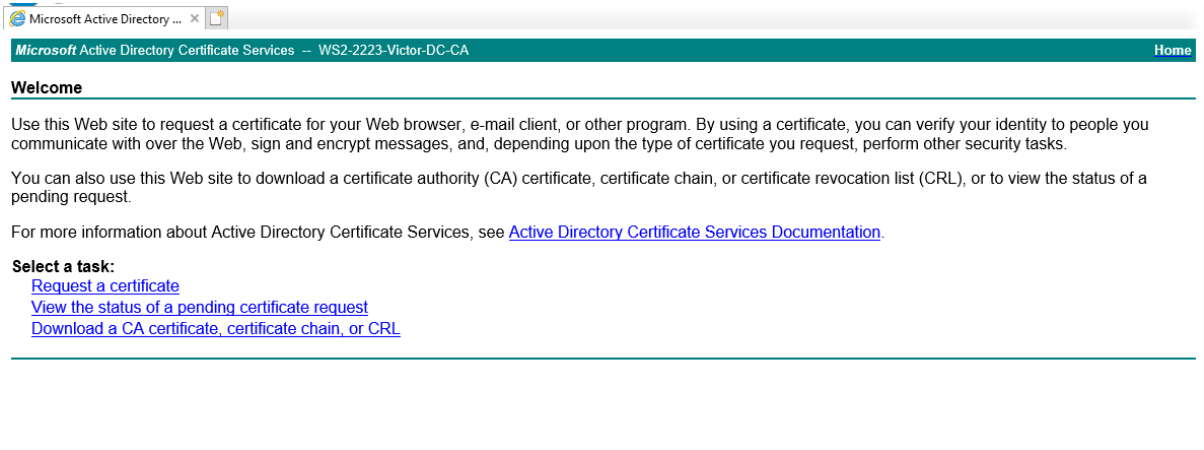 Microsoft Active Directory ...
Microsoft Active Directory Certificate Services -- WS2-2223-Victor-DC-CA
Home
Welcome
Use this Web site to request a certificate for your Web browser, e-mail client, or other program. By using a certificate, you can verify your identity to people you
communicate with over the Web, sign and encrypt messages, and, depending upon the type of certificate you request, perform other security tasks.
You can also use this Web site to download a certificate authority (CA) certificate, certificate chain, or certificate revocation list (CRL), or to view the status of a
pending request.
For more information about Active Directory Certificate Services, see Active Directory Certificate Services Documentation.
Select a task:
Request a certificate
View the status of a pending certificate request
Download a CA certificate, certificate chain, or CRL